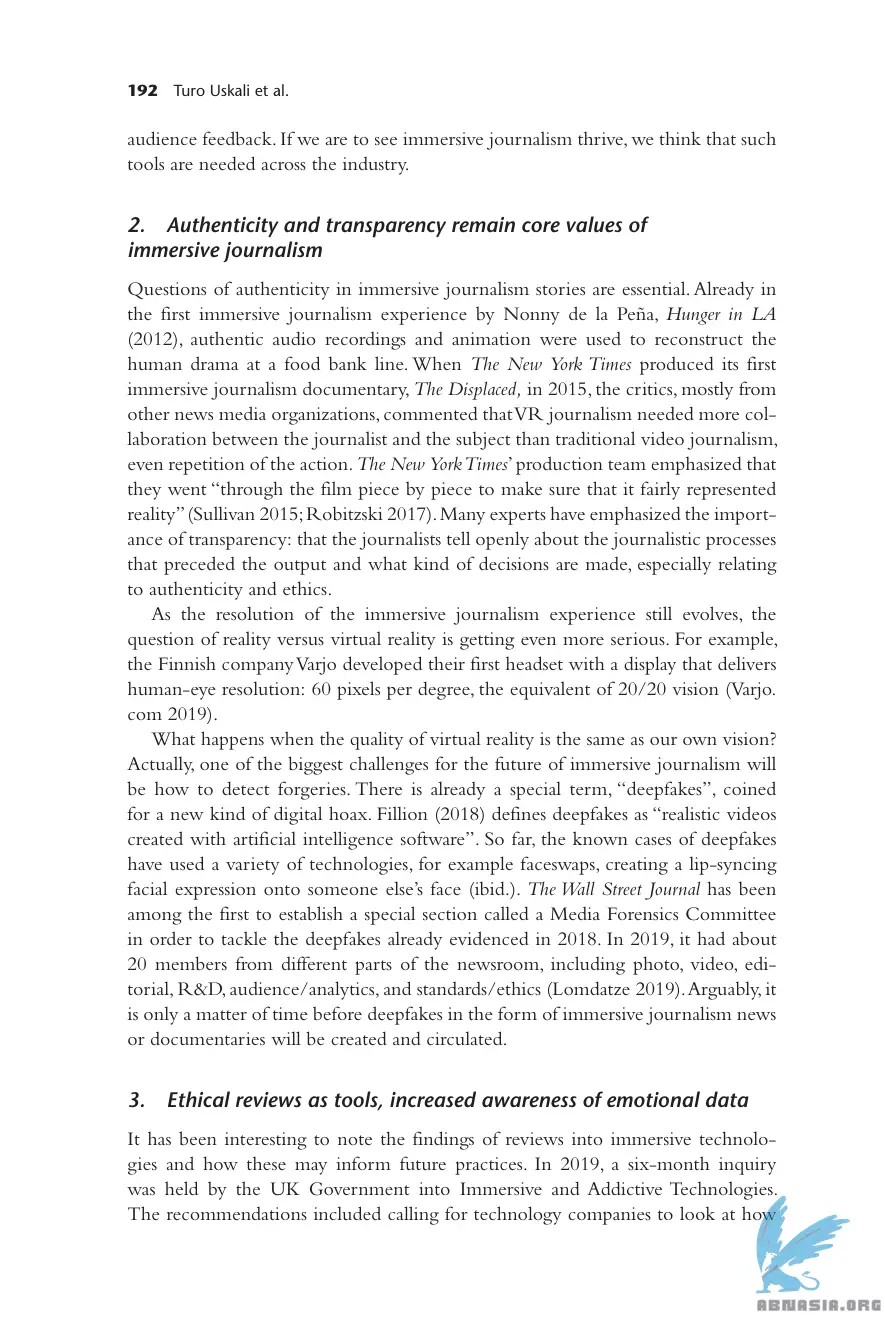 192 Turo Uskali et al.
audience feedback. If we are to see immersive journalism thrive, we think that such
tools are needed across the industry.
2. Authenticity and transparency remain core values of
immersive journalism
Questions of authenticity in immersive journalism stories are essential. Already in
the first immersive journalism experience by Nonny de la Peña, Hunger in LA
(2012), authentic audio recordings and animation were used to reconstruct the
human drama at a food bank line. When The New York Times produced its first
immersive journalism documentary, The Displaced, in 2015, the critics, mostly from
other news media organizations, commented that VR journalism needed more col-
laboration between the journalist and the subject than traditional video journalism,
even repetition of the action. The New York Times’ production team emphasized that
they went “through the film piece by piece to make sure that it fairly represented
reality” (Sullivan 2015; Robitzski 2017). Many experts have emphasized the import-
ance of transparency: that the journalists tell openly about the journalistic processes
that preceded the output and what kind of decisions are made, especially relating
to authenticity and ethics.
As the resolution of the immersive journalism experience still evolves, the
question of reality versus virtual reality is getting even more serious. For example,
the Finnish company Varjo developed their first headset with a display that delivers
human-eye resolution: 60 pixels per degree, the equivalent of 20/20 vision (Varjo.
com 2019).
What happens when the quality of virtual reality is the same as our own vision?
Actually, one of the biggest challenges for the future of immersive journalism will
be how to detect forgeries. There is already a special term, “deepfakes”, coined
for a new kind of digital hoax. Fillion (2018) defines deepfakes as “realistic videos
created with artificial intelligence software”. So far, the known cases of deepfakes
have used a variety of technologies, for example faceswaps, creating a lip-syncing
facial expression onto someone else’s face (ibid.). The Wall Street Journal has been
among the first to establish a special section called a Media Forensics Committee
in order to tackle the deepfakes already evidenced in 2018. In 2019, it had about
20 members from different parts of the newsroom, including photo, video, edi-
torial, R&D, audience/analytics, and standards/ethics (Lomdatze 2019). Arguably, it
is only a matter of time before deepfakes in the form of immersive journalism news
or documentaries will be created and circulated.
3. Ethical reviews as tools, increased awareness of emotional data
It has been interesting to note the findings of reviews into immersive technolo-
gies and how these may inform future practices. In 2019, a six-month inquiry
was held by the UK Government into Immersive and Addictive Technologies.
The recommendations included calling for technology companies to look at how
ABNASIA.ORG